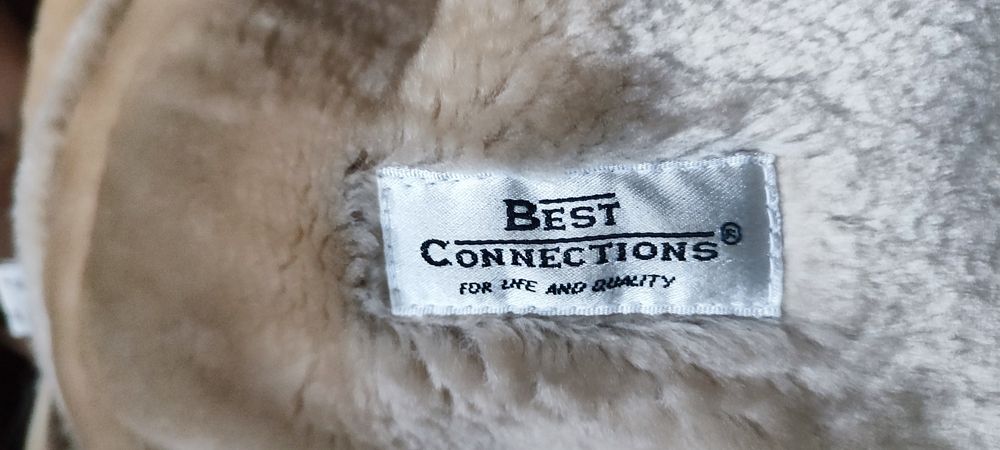 BEST
CONNECTIONS®
FOR LIFE AND QUALITY